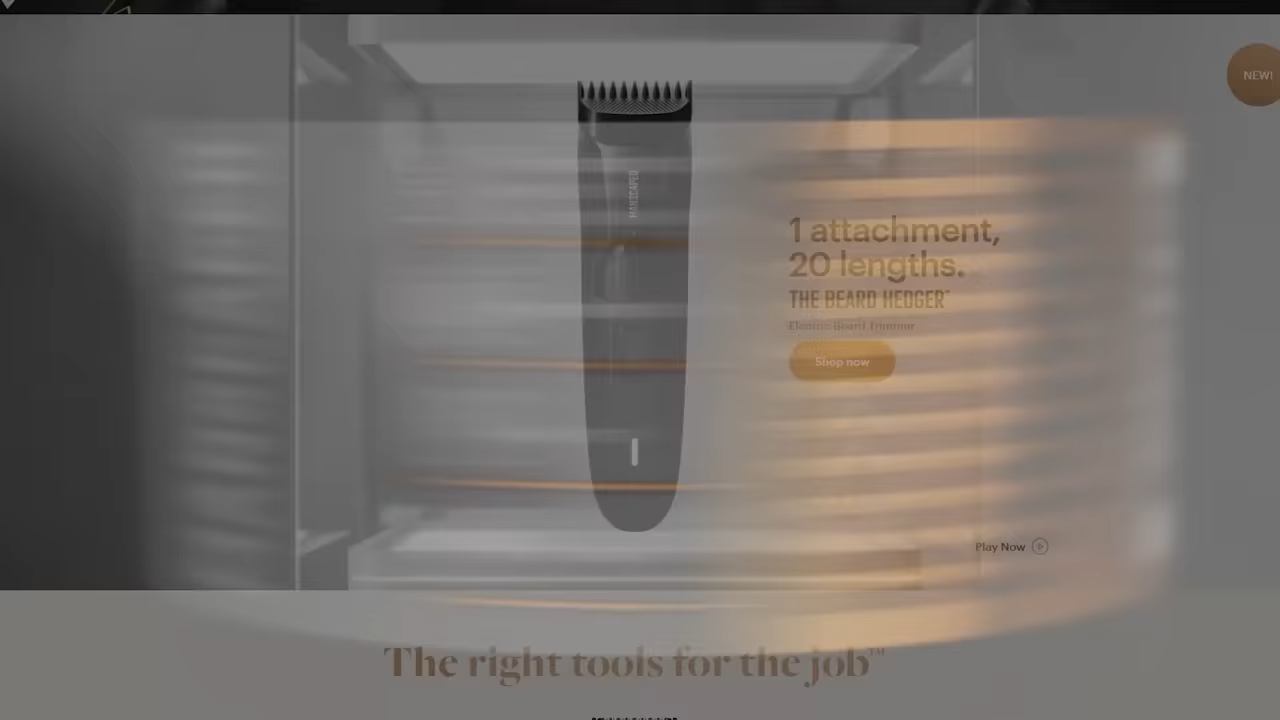 NEW!
MANSCAPED
1 attachment,
20 lengths.
THE BEARD HEDGER™
Electric Beard Trimmer
Shop now
Play Now
The right tools for the job™